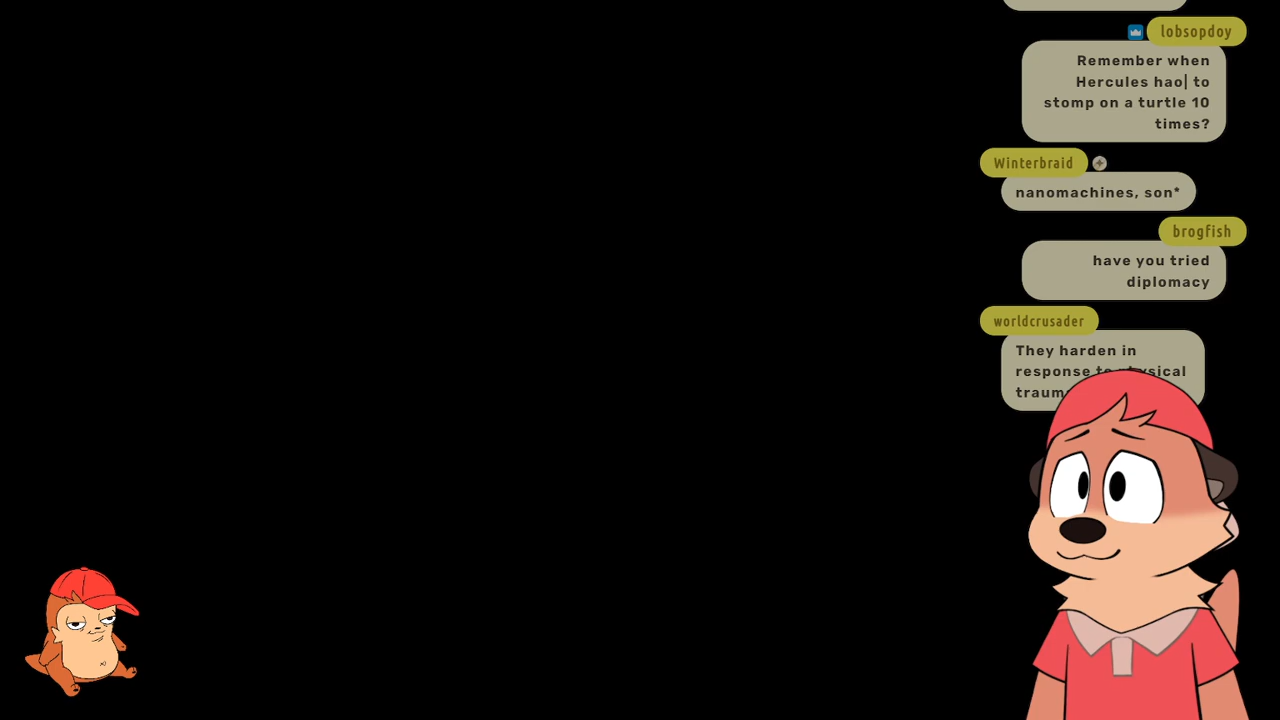 lobsopdoy
Remember when
Hercules hao| to
stomp on a turtle 10
times?
Winterbraid
nanomachines, son*
brogfish
have you tried
diplomacy
worldcrusader
They harden in
response to physical